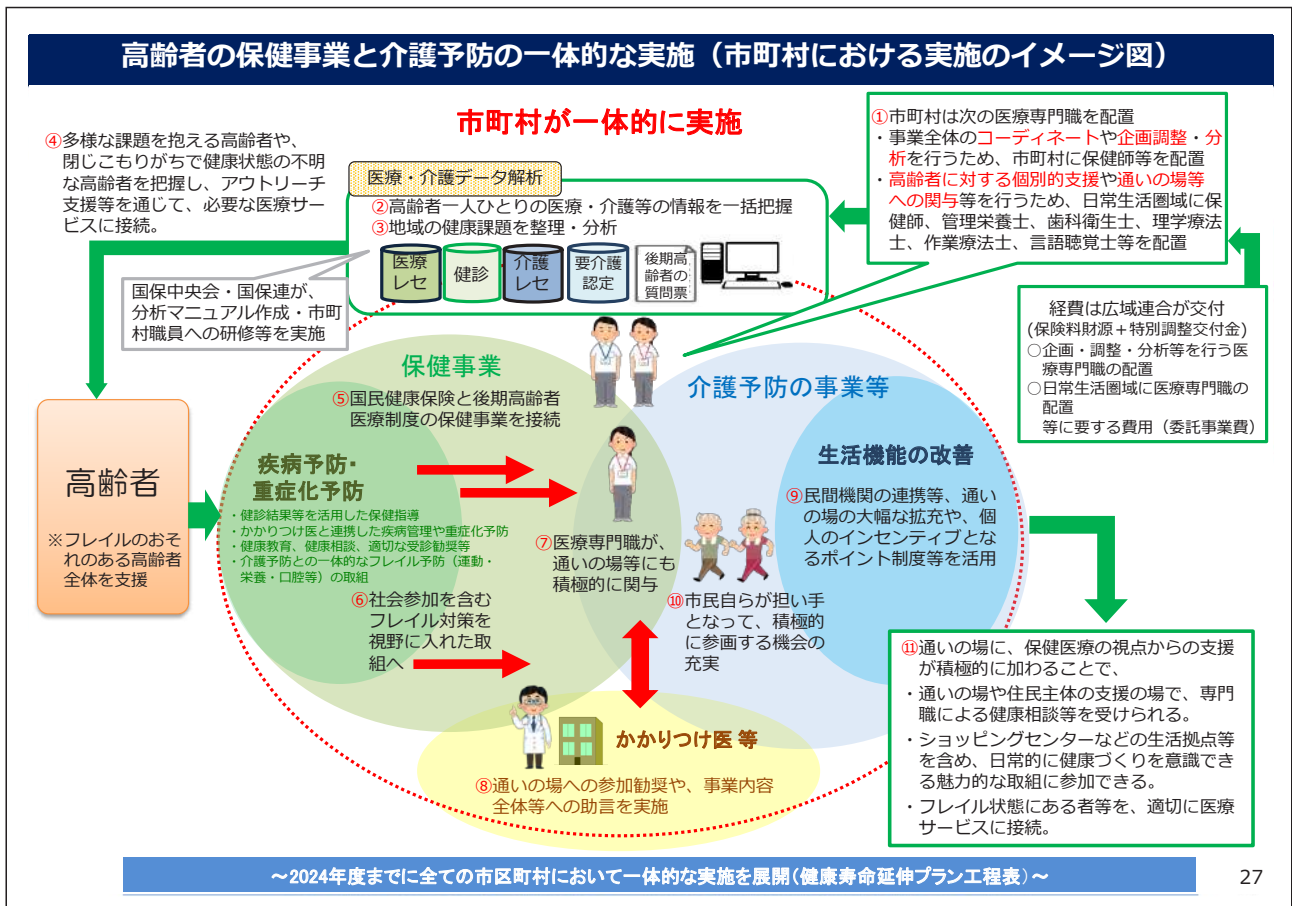 高齢者の保健事業と介護予防の一体的な実施（市町村における実施のイメージ図）
市町村が一体的に実施
①市町村は次の医療専門職を配置
・事業全体のコーディネートや企画調整・分
析を行うため、市町村に保健師等を配置
・高齢者に対する個別的支援や通いの場等
への関与等を行うため、日常生活圏域に保
健師、管理栄養士、歯科衛生士、理学療法
士、作業療法士、言語聴覚士等を配置
④多様な課題を抱える高齢者や、
閉じこもりがちで健康状態の不明
な高齢者を把握し、アウトリーチ
支援等を通じて、必要な医療サー
ビスに接続。
医療・介護データ解析
②高齢者一人ひとりの医療・介護等の情報を一括把握
③地域の健康課題を整理・分析
医療
レセ
健診
介護
レセ
要介護
認定
後期高
齢者の
質問票
国保中央会・国保連が、
分析マニュアル作成・市町
村職員への研修等を実施
経費は広域連合が交付
(保険料財源＋特別調整交付金)
○企画・調整・分析等を行う医
療専門職の配置
○日常生活圏域に医療専門職の
配置
等に要する費用（委託事業費）
保健事業
⑤国民健康保険と後期高齢者
医療制度の保健事業を接続
介護予防の事業等
高齢者
※フレイルのおそ
れのある高齢者
全体を支援
疾病予防・
重症化予防
・健診結果等を活用した保健指導
・かかりつけ医と連携した疾病管理や重症化予防
・健康教育、健康相談、適切な受診勧奨等
・介護予防との一体的なフレイル予防（運動・
栄養・口腔等）の取組
⑥社会参加を含む
フレイル対策を
視野に入れた取
組へ
⑦医療専門職が、
通いの場等にも
積極的に関与
生活機能の改善
⑨民間機関の連携等、通い
の場の大幅な拡充や、個
人のインセンティブとな
るポイント制度等を活用
⑩市民自らが担い手
となって、積極的
に参画する機会の
充実
かかりつけ医 等
⑧通いの場への参加勧奨や、事業内容
全体等への助言を実施
⑪通いの場に、保健医療の視点からの支援
が積極的に加わることで、
・通いの場や住民主体の支援の場で、専門
職による健康相談等を受けられる。
・ショッピングセンターなどの生活拠点等
を含め、日常的に健康づくりを意識でき
る魅力的な取組に参加できる。
・フレイル状態にある者等を、適切に医療
サービスに接続。
～2024年度までに全ての市区町村において一体的な実施を展開（健康寿命延伸プラン工程表）～
27